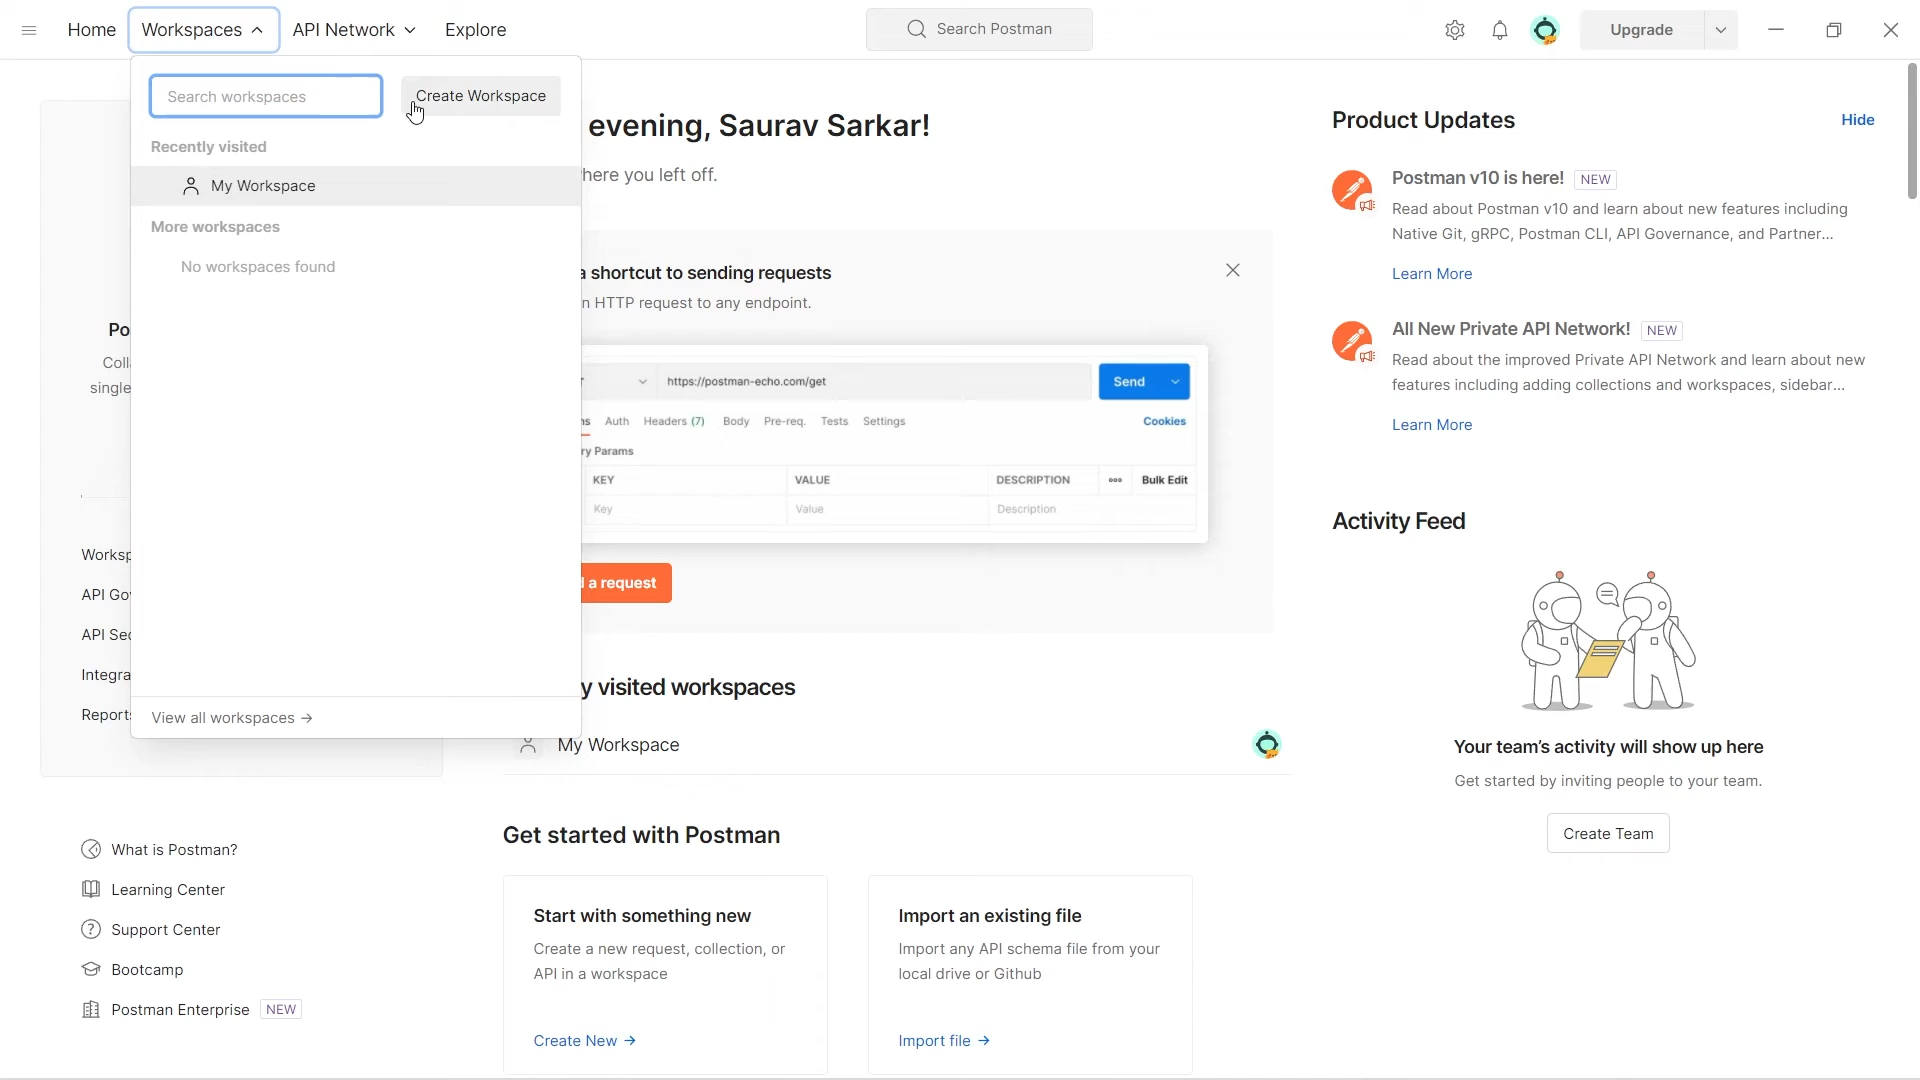 Home
Workspaces
API Network
Explore
Search Postman
Upgrade
Search workspaces
Create Workspace
Recently visited
My Workspace
More workspaces
No workspaces found
View all workspaces →
evening, Saurav Sarkar!
here you left off.
a shortcut to sending requests
n HTTP request to any endpoint.
https://postman-echo.com/get
Send
Auth
Headers (7)
Body
Pre-req.
Tests
Settings
Cookies
ry Params
KEY
VALUE
DESCRIPTION
Bulk Edit
Key
Value
Description
a request
y visited workspaces
My Workspace
Get started with Postman
Start with something new
Create a new request, collection, or
API in a workspace
Create New →
Import an existing file
Import any API schema file from your
local drive or Github
Import file →
Po
Coll
single
Worksp
API Gov
API Sec
Integra
Reports
What is Postman?
Learning Center
Support Center
Bootcamp
Postman Enterprise NEW
Product Updates
Hide
Postman v10 is here! NEW
Read about Postman v10 and learn about new features including
Native Git, gRPC, Postman CLI, API Governance, and Partner...
Learn More
All New Private API Network! NEW
Read about the improved Private API Network and learn about new
features including adding collections and workspaces, sidebar...
Learn More
Activity Feed
Your team's activity will show up here
Get started by inviting people to your team.
Create Team